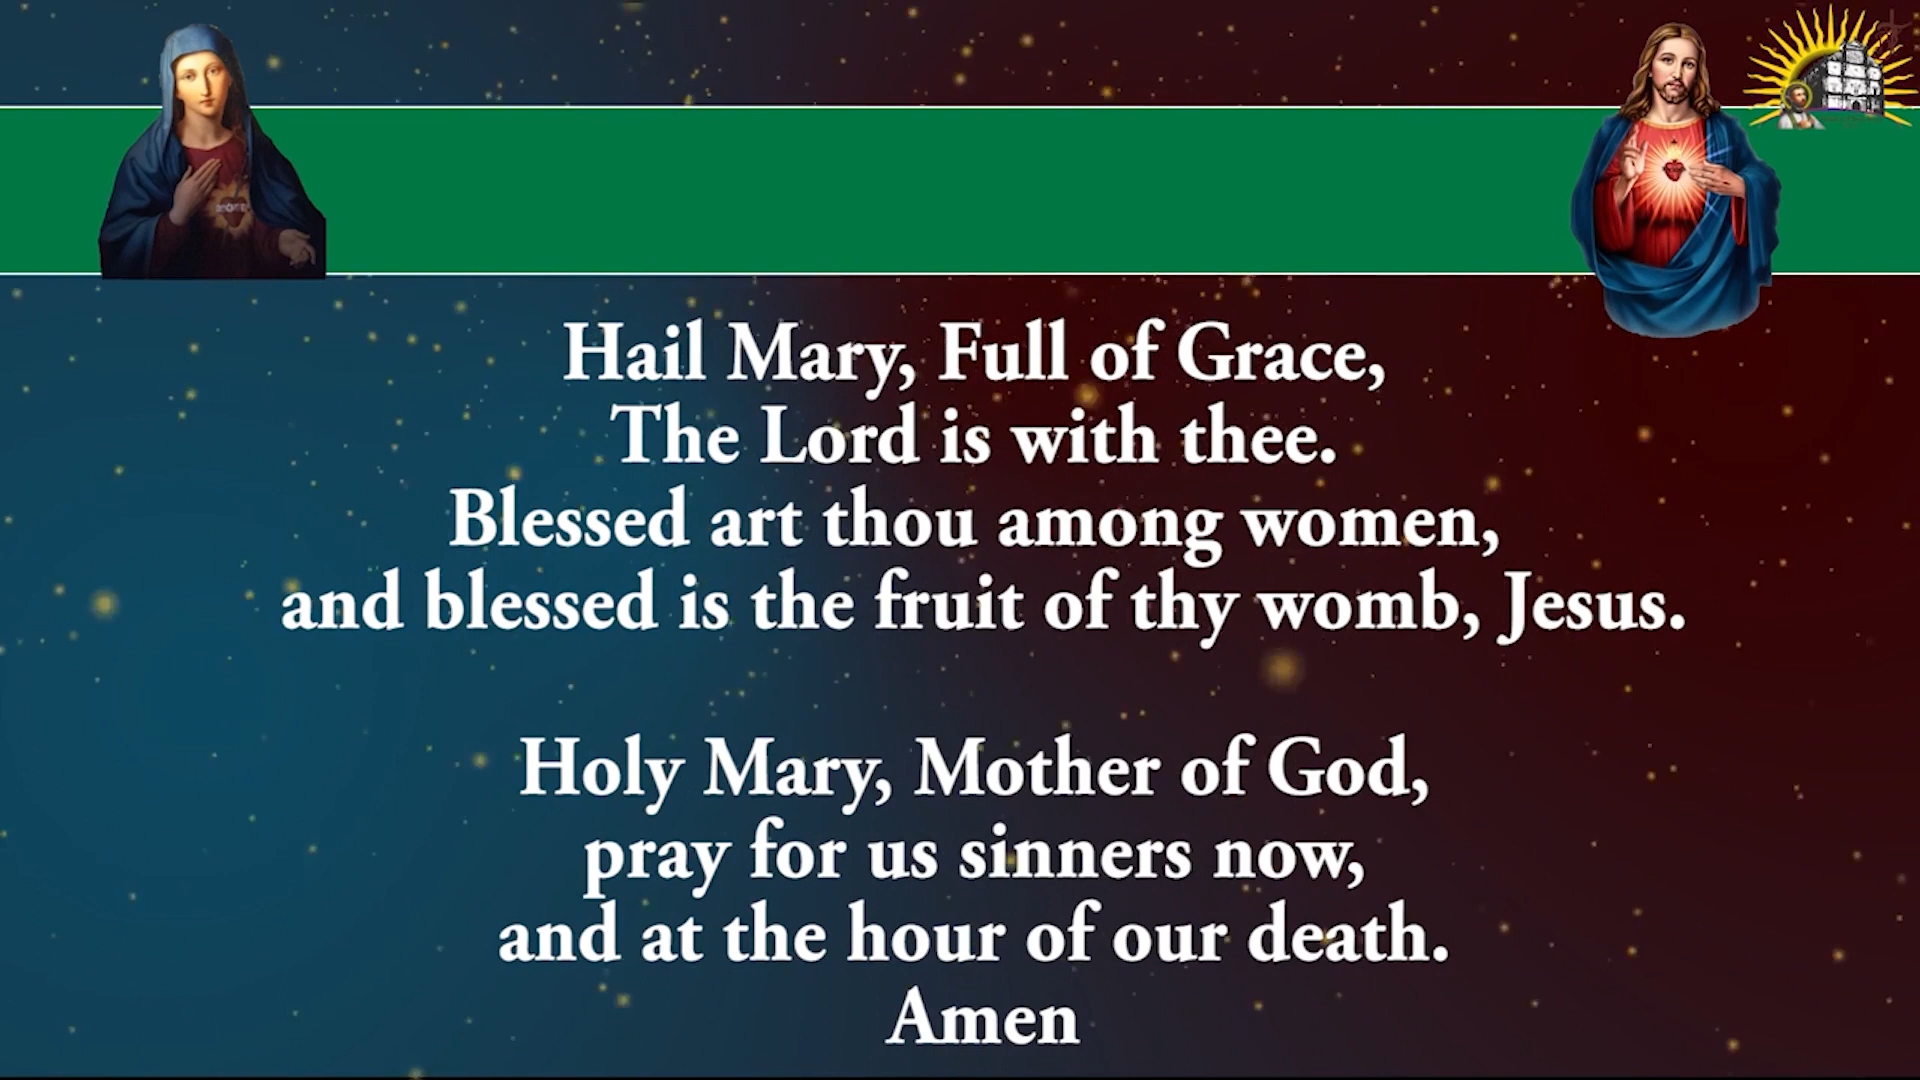 Hail Mary, Full of Grace,
The Lord is with thee.
Blessed art thou among women,
and blessed is the fruit of thy womb, Jesus.
Holy Mary, Mother of God,
pray for us sinners now,
and at the hour of our death.
Amen